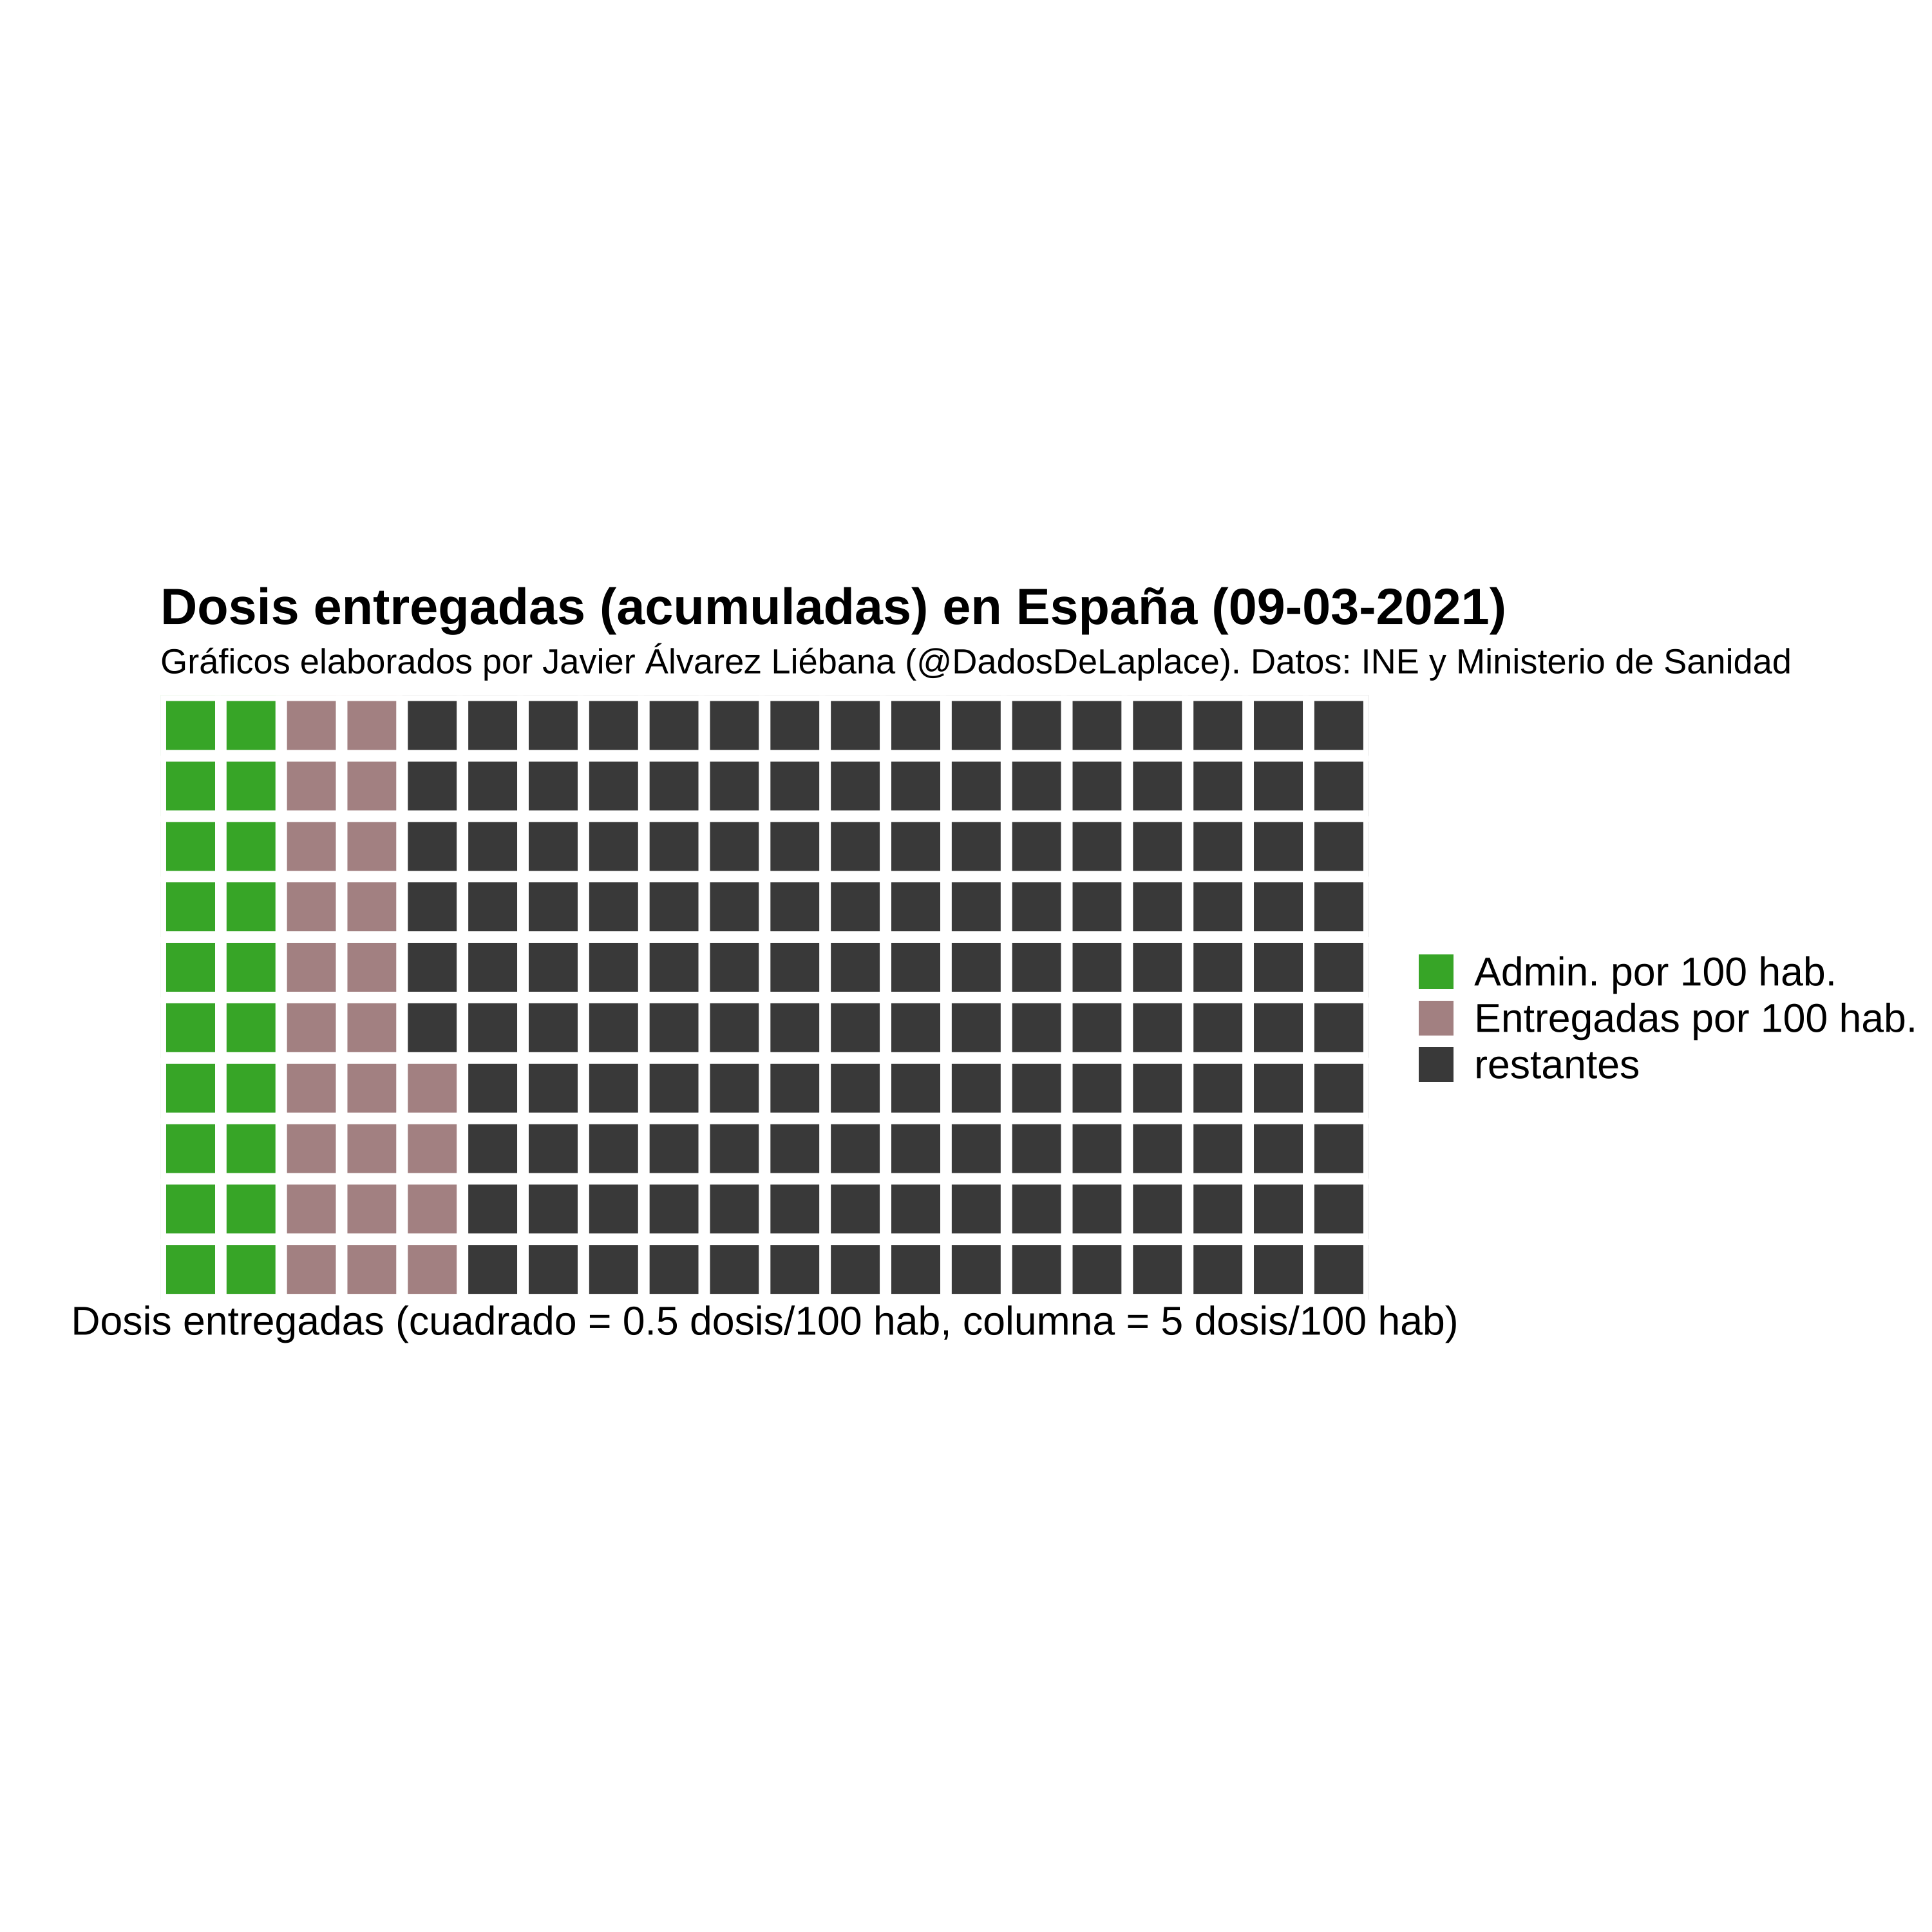 Dosis entregadas (acumuladas) en España (09-03-2021)
Gráficos elaborados por Javier Álvarez Liébana (@DadosDeLaplace). Datos: INE y Ministerio de Sanidad
Admin. por 100 hab.
Entregadas por 100 hab.
restantes
Dosis entregadas (cuadrado = 0.5 dosis/100 hab, columna = 5 dosis/100 hab)